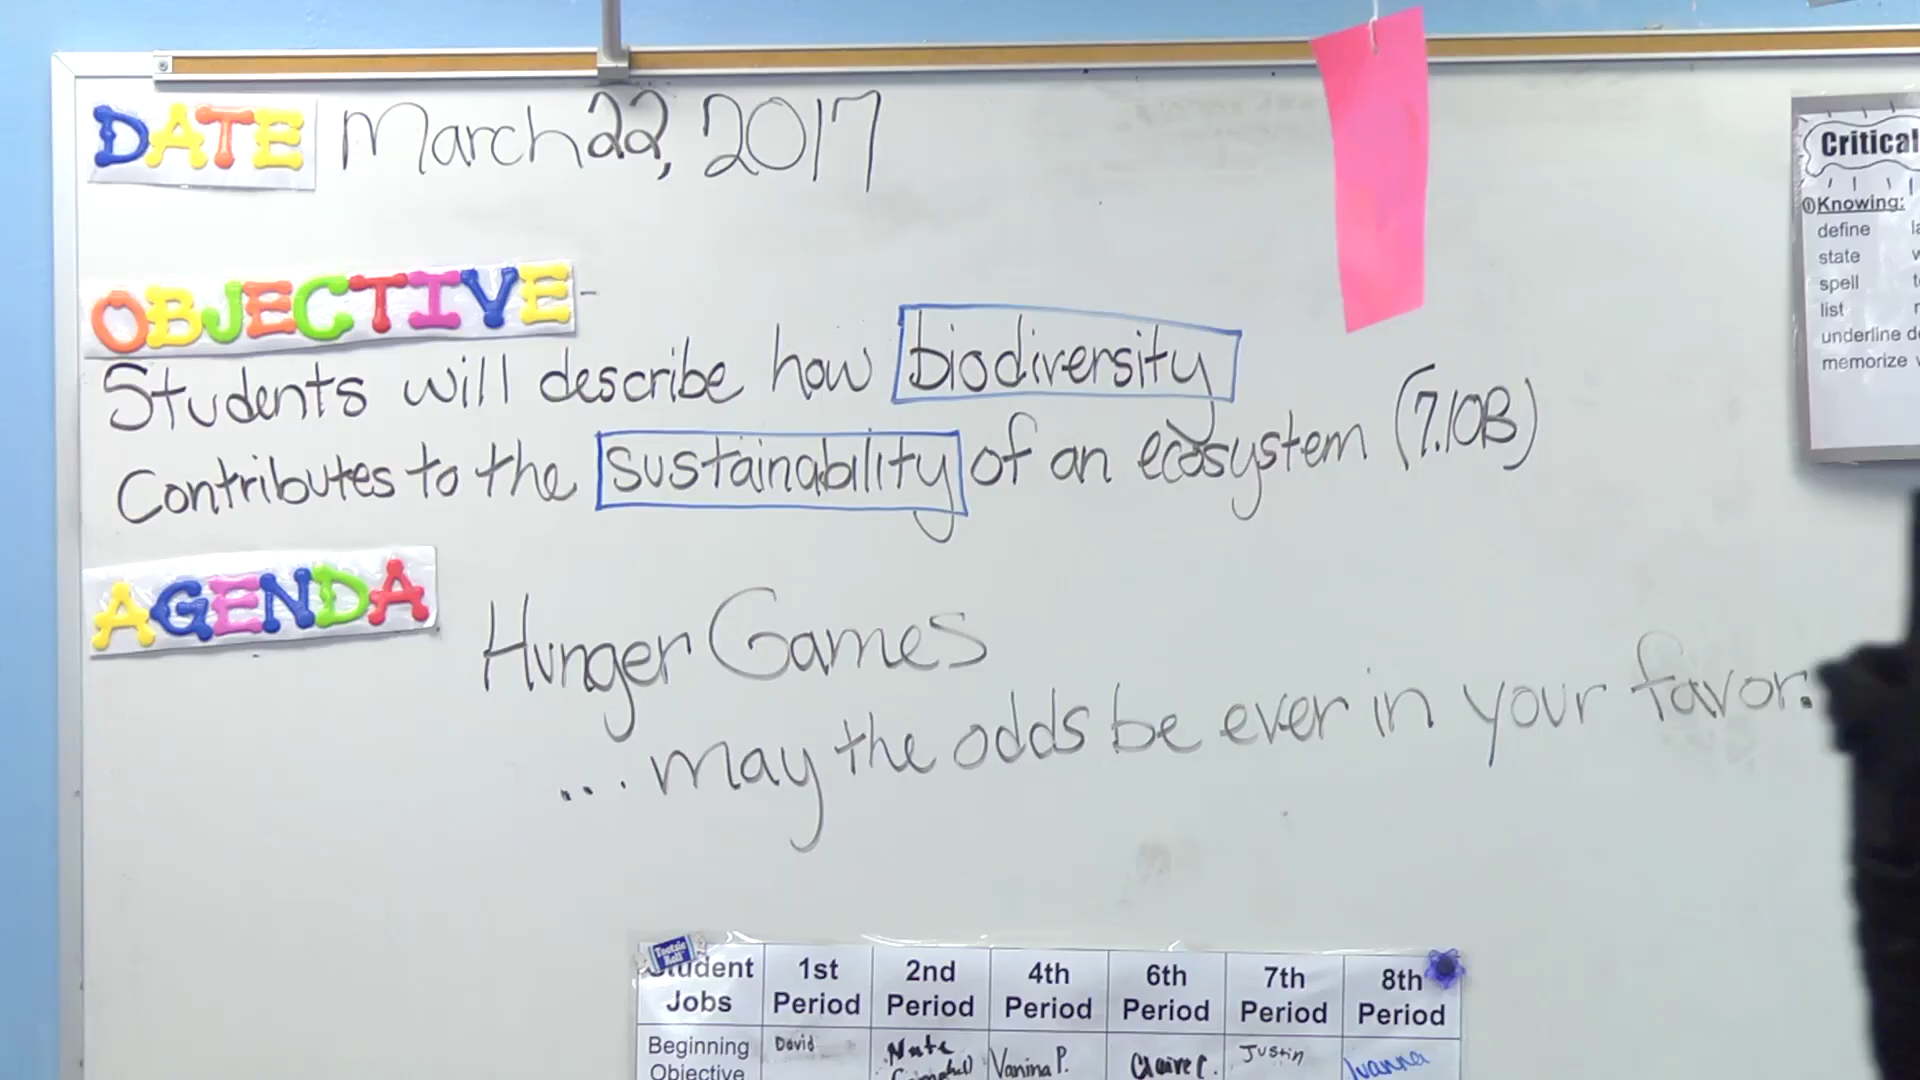 DATE March 22, 2017
OBJECTIVE-
Students will describe how biodiversity
Contributes to the sustainability of an ecosystem (7.10B)
AGENDA
Hunger Games
... may the odds be ever in your favor.
Critical
Knowing:
define
state
spell
list
underline
memorize
Tootsie Roll
Student Jobs 1st Period 2nd Period 4th Period 6th Period 7th Period 8th Period
Beginning Objective David Nate Vanina P. Claire C. Justin Ivanna